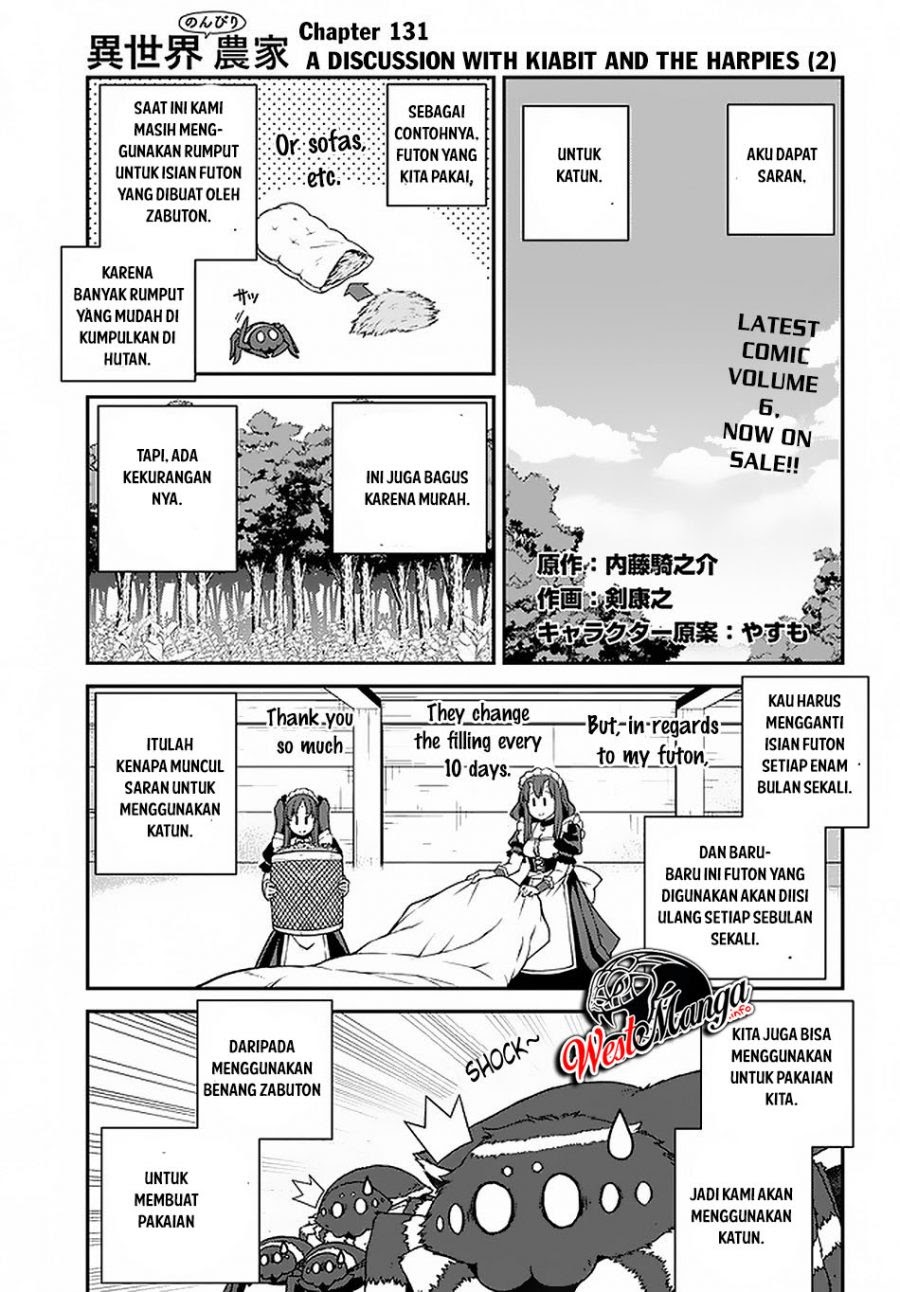 のんびり
異世界 農家
Chapter 131
A DISCUSSION WITH KIABIT AND THE HARPIES (2)
AKU DAPAT
SARAN,
UNTUK
KATUN.
LATEST
COMIC
VOLUME
6,
NOW ON
SALE!!
原作：内藤騎之介
作画：剣康之
キャラクター原案：やすも
SEBAGAI
CONTOHNYA,
FUTON YANG
KITA PAKAI,
Or sofas,
etc.
SAAT INI KAMI
MASIH MENG-
GUNAKAN RUMPUT
UNTUK ISIAN FUTON
YANG DIBUAT OLEH
ZABUTON.
KARENA
BANYAK RUMPUT
YANG MUDAH DI
KUMPULKAN DI
HUTAN.
サッ
INI JUGA BAGUS
KARENA MURAH.
TAPI, ADA
KEKURANGAN
NYA.
KAU HARUS
MENGGANTI
ISIAN FUTON
SETIAP ENAM
BULAN SEKALI.
DAN BARU-
BARU INI FUTON YANG
DIGUNAKAN AKAN DIISI
ULANG SETIAP SEBULAN
SEKALI.
But, in regards
to my futon,
They change
the filling every
10 days.
Thank you
so much
ITULAH
KENAPA MUNCUL
SARAN UNTUK
MENGGUNAKAN
KATUN.
WestManga
.info
KITA JUGA BISA
MENGGUNAKAN
UNTUK PAKAIAN
KITA.
JADI KAMI AKAN
MENGGUNAKAN
KATUN.
SHOCK~
DARIPADA
MENGGUNAKAN
BENANG ZABUTON
UNTUK
MEMBUAT
PAKAIAN